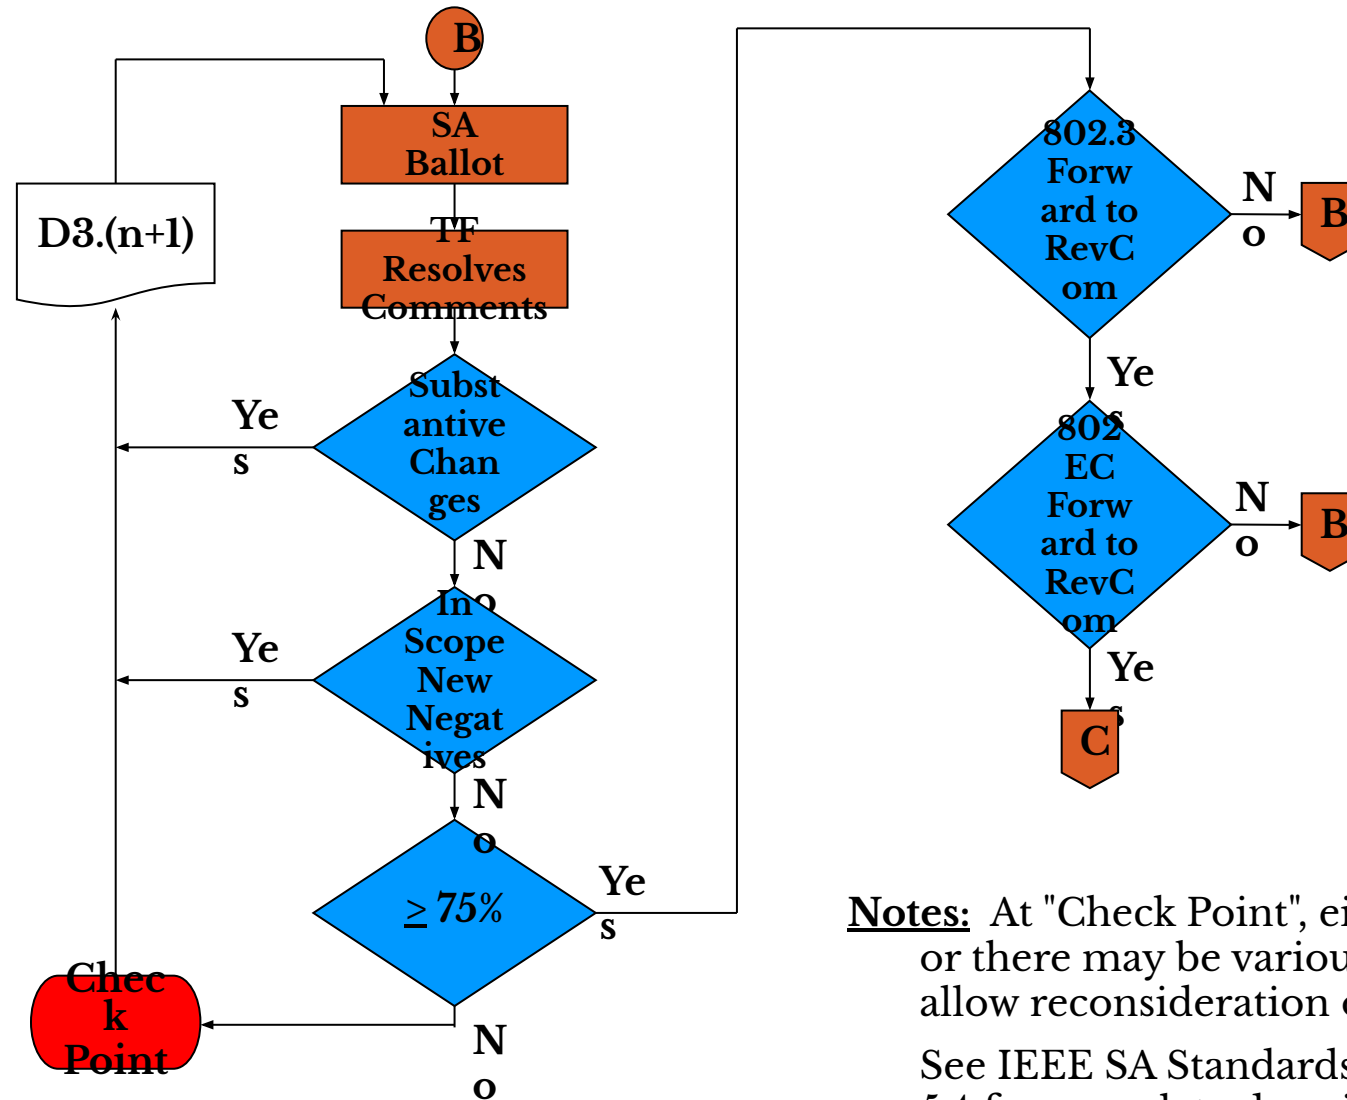 B
SA
Ballot
D3.(n+1)
TF
Resolves
Comments
Subst
antive
Chan
ges
Ye
s
N
o
In
Scope
New
Negat
ives
Ye
s
N
o
≥ 75%
Ye
s
N
o
Chec
k
Point
802.3
Forw
ard to
RevC
om
N
o
B
Ye
s
802
EC
Forw
ard to
RevC
om
N
o
B
Ye
s
C
Notes: At "Check Point", ei
or there may be variou
allow reconsideration
See IEEE SA Standards